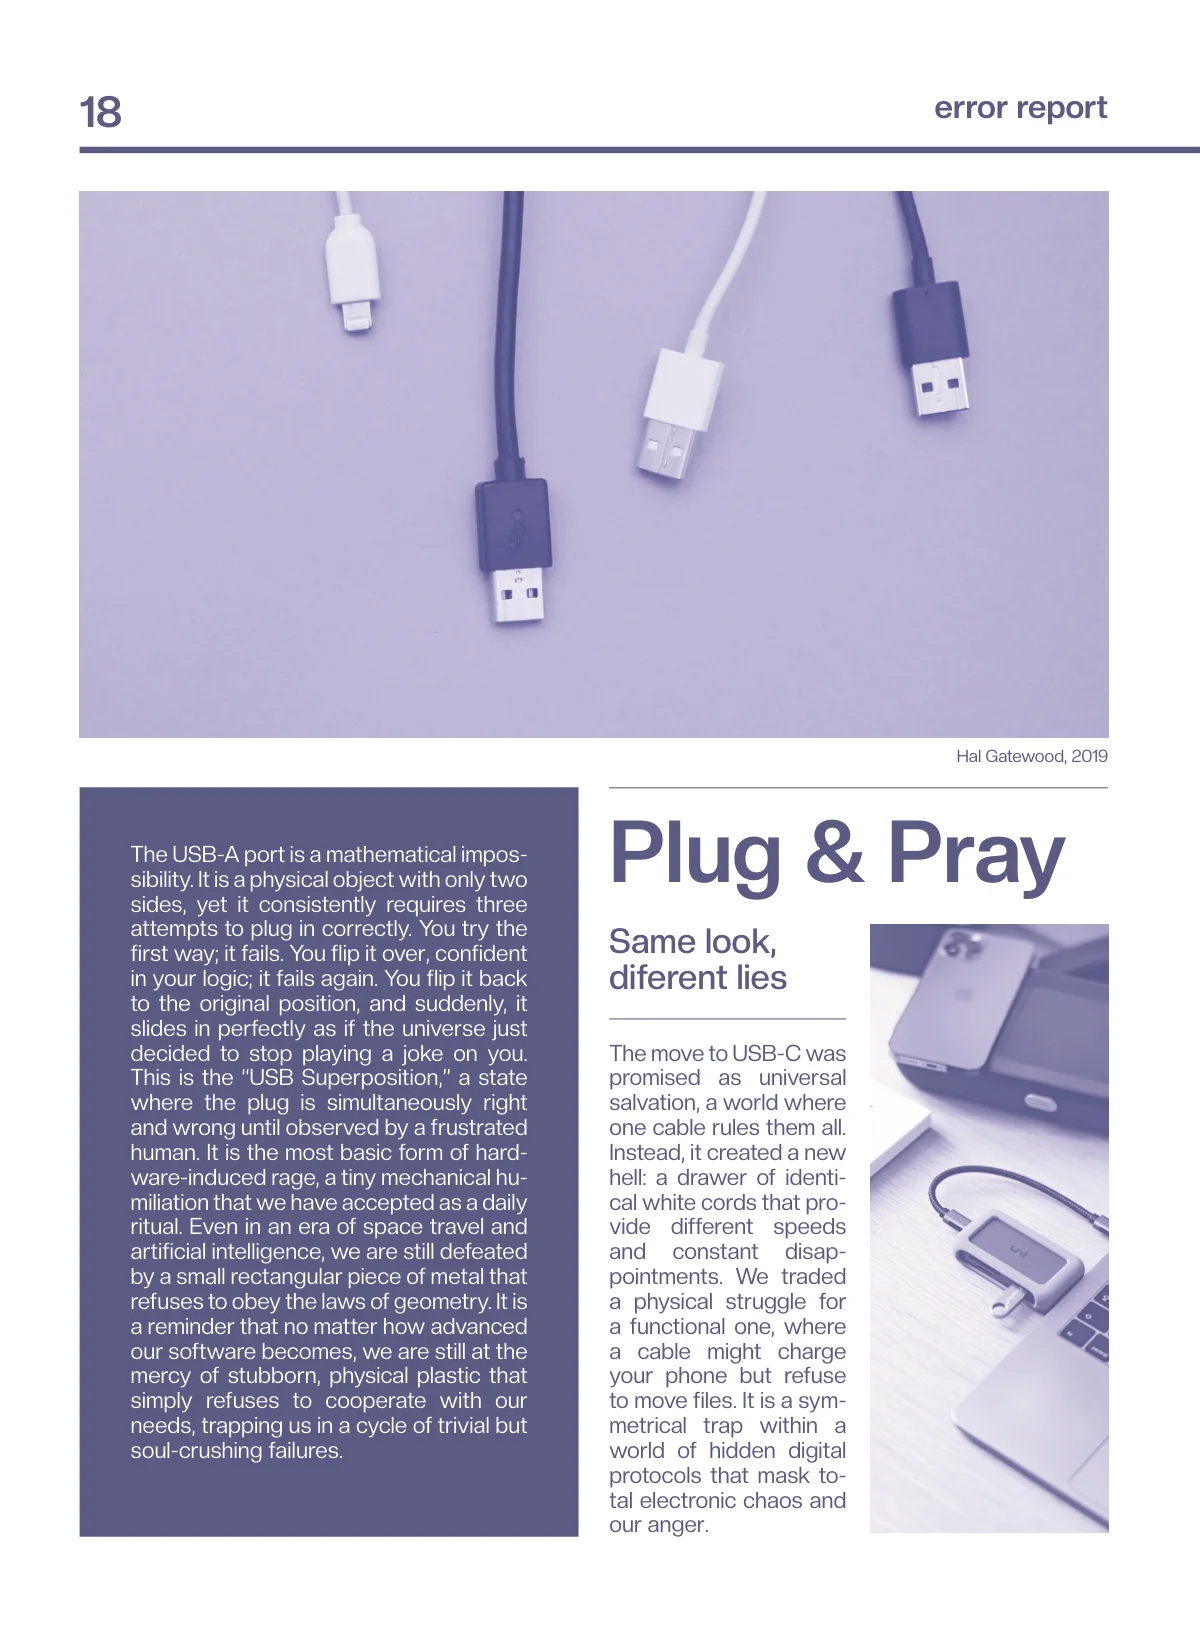 18
error report
Hal Gatewood, 2019
The USB-A port is a mathematical impos-
sibility. It is a physical object with only two
sides, yet it consistently requires three
attempts to plug in correctly. You try the
first way; it fails. You flip it over, confident
in your logic; it fails again. You flip it back
to the original position, and suddenly, it
slides in perfectly as if the universe just
decided to stop playing a joke on you.
This is the “USB Superposition,” a state
where the plug is simultaneously right
and wrong until observed by a frustrated
human. It is the most basic form of hard-
ware-induced rage, a tiny mechanical hu-
miliation that we have accepted as a daily
ritual. Even in an era of space travel and
artificial intelligence, we are still defeated
by a small rectangular piece of metal that
refuses to obey the laws of geometry. It is
a reminder that no matter how advanced
our software becomes, we are still at the
mercy of stubborn, physical plastic that
simply refuses to cooperate with our
needs, trapping us in a cycle of trivial but
soul-crushing failures.
Plug & Pray
Same look,
diferent lies
The move to USB-C was
promised as universal
salvation, a world where
one cable rules them all.
Instead, it created a new
hell: a drawer of identi-
cal white cords that pro-
vide different speeds
and constant disap-
pointments. We traded
a physical struggle for
a functional one, where
a cable might charge
your phone but refuse
to move files. It is a sym-
metrical trap within a
world of hidden digital
protocols that mask to-
tal electronic chaos and
our anger.